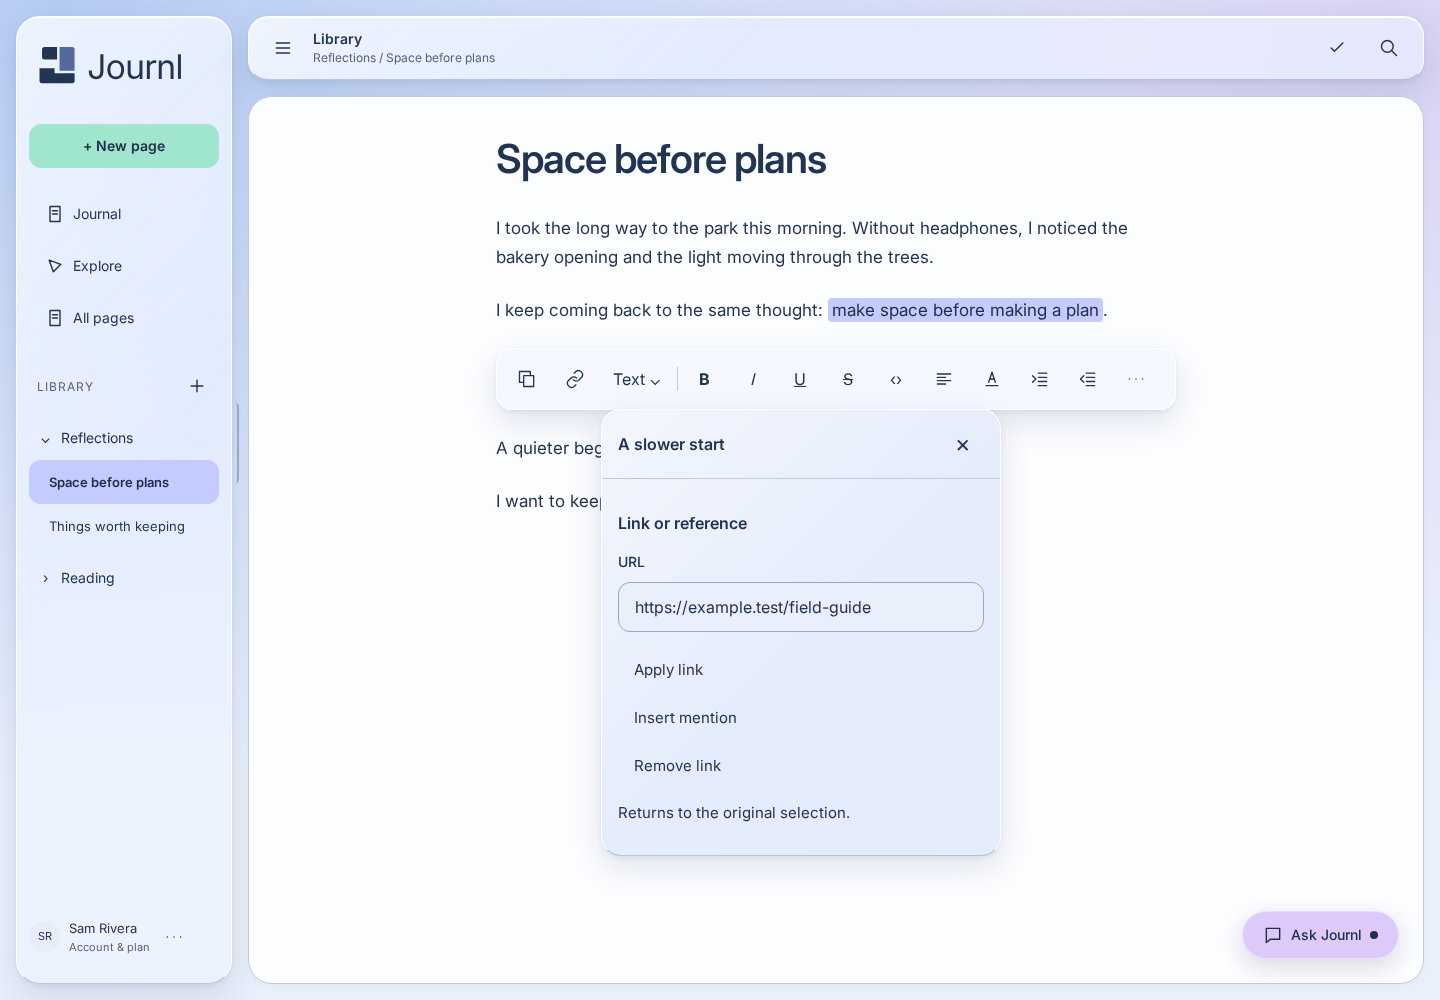 Journl
+ New page
Journal
Explore
All pages
LIBRARY
Reflections
Space before plans
Things worth keeping
Reading
SR
Sam Rivera
Account & plan
Library
Reflections / Space before plans
Space before plans
I took the long way to the park this morning. Without headphones, I noticed the
bakery opening and the light moving through the trees.
I keep coming back to the same thought: make space before making a plan.
Text
B
I
U
S
A
A quieter
I want to
A slower start
Link or reference
URL
https://example.test/field-guide
Apply link
Insert mention
Remove link
Returns to the original selection.
Ask Journl